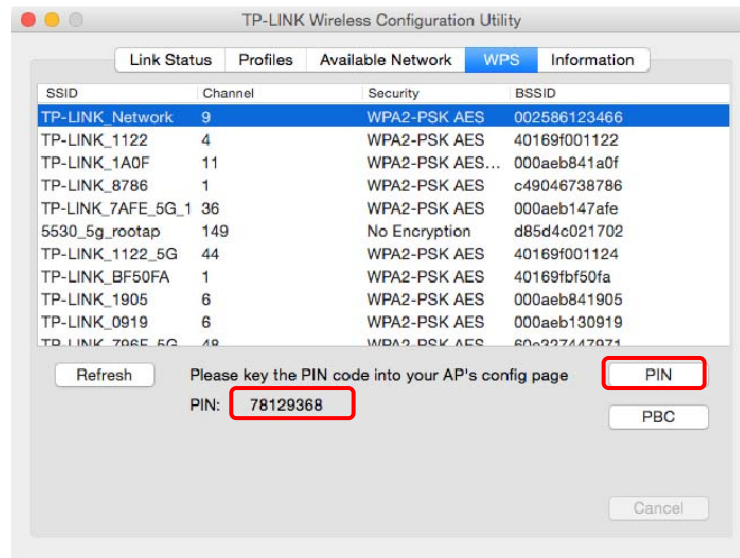 TP-LINK Wireless Configuration Utility
Link Status Profiles Available Network WPS Information
SSID Channel Security BSSID
TP-LINK_Network 9 WPA2-PSK AES 002586123466
TP-LINK_1122 4 WPA2-PSK AES 40169f001122
TP-LINK_1A0F 11 WPA2-PSK AES... 000aeb841a0f
TP-LINK_8786 1 WPA2-PSK AES c49046738786
TP-LINK_7AFE_5G_1 36 WPA2-PSK AES 000aeb147afe
5530_5g_rootap 149 No Encryption d85d4c021702
TP-LINK_1122_5G 44 WPA2-PSK AES 40169f001124
TP-LINK_BF50FA 1 WPA2-PSK AES 40169fbf50fa
TP-LINK_1905 6 WPA2-PSK AES 000aeb841905
TP-LINK_0919 6 WPA2-PSK AES 000aeb130919
48 WPA2-PSK AES
Refresh Please key the PIN code into your AP's config page PIN
PIN: 78129368
PBC
Cancel